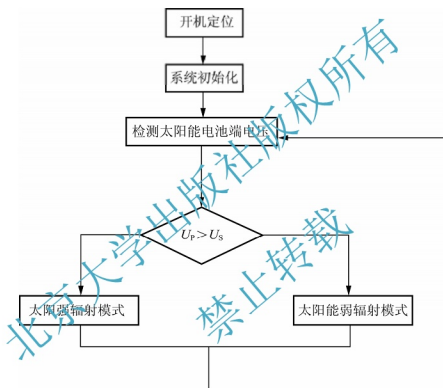 开机定位
系统初始化
检测太阳能电池端电压
U_P>U_S
太阳强辐射模式
太阳能弱辐射模式
北京大学出版社版权所有
禁止转载